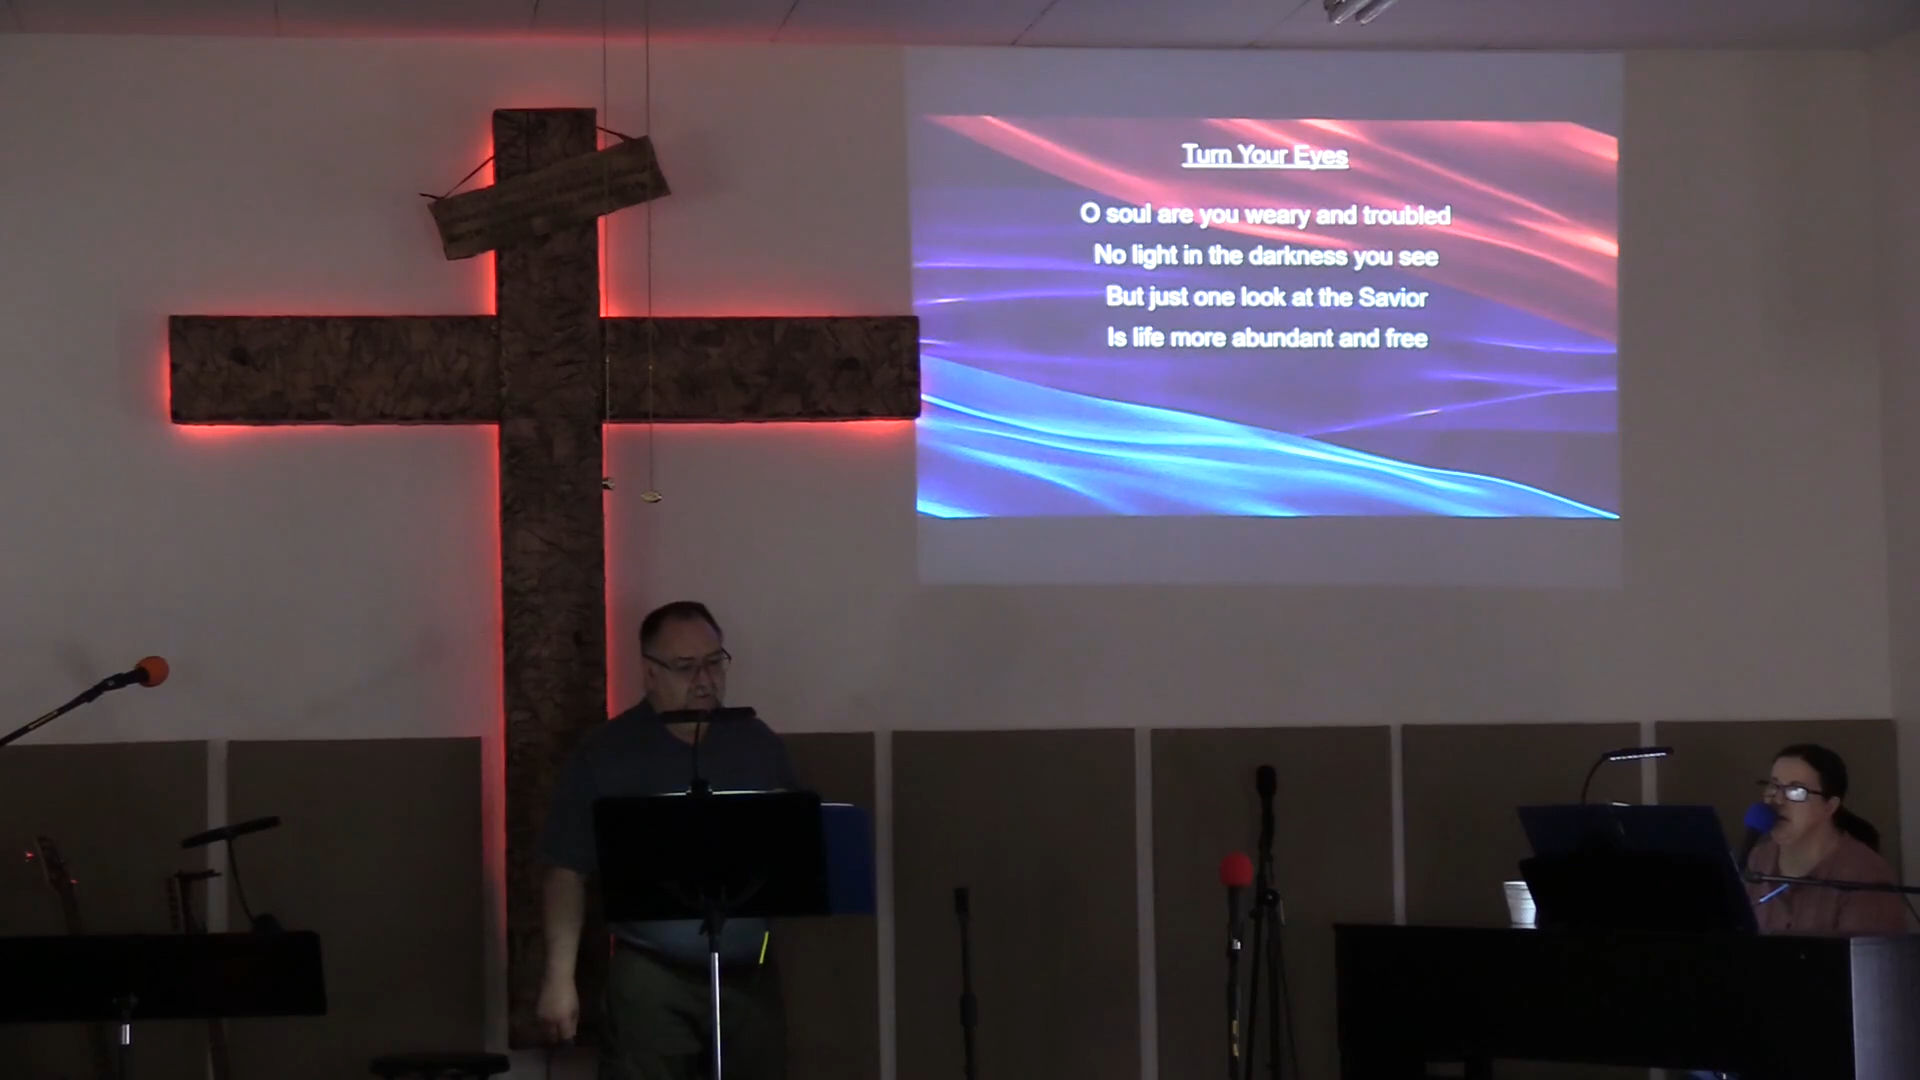 Turn Your Eyes
O soul are you weary and troubled
No light in the darkness you see
But just one look at the Savior
Is life more abundant and free